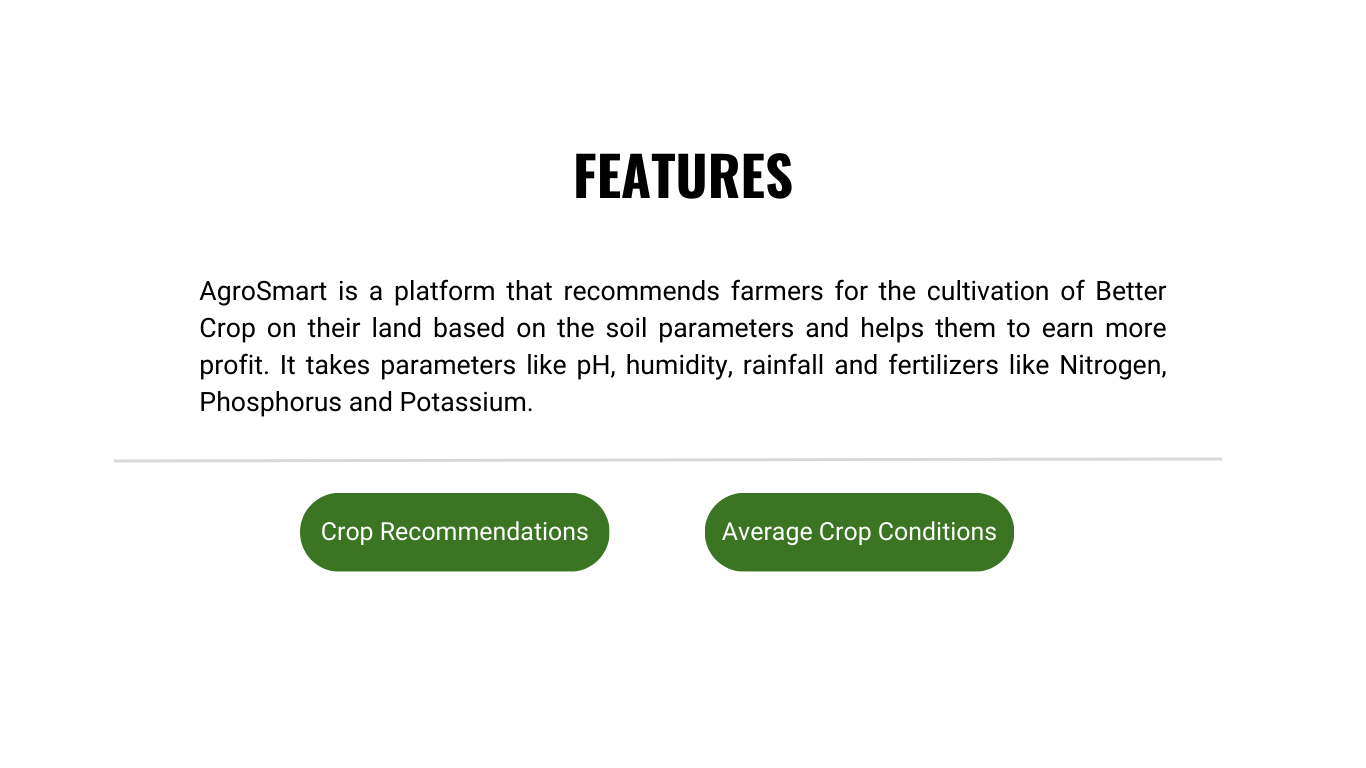 FEATURES
AgroSmart is a platform that recommends farmers for the cultivation of Better
Crop on their land based on the soil parameters and helps them to earn more
profit. It takes parameters like pH, humidity, rainfall and fertilizers like Nitrogen,
Phosphorus and Potassium.
Crop Recommendations
Average Crop Conditions